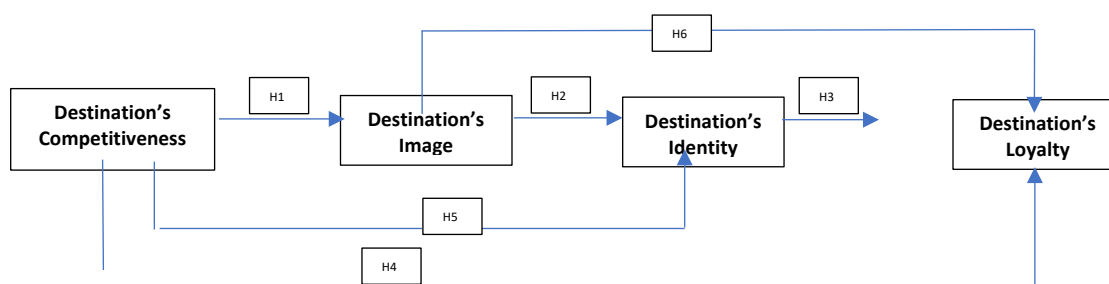 H6
H1
H2
H3
Destination’s
Competitiveness
Destination’s
Image
Destination’s
Identity
Destination’s
Loyalty
H5
H4